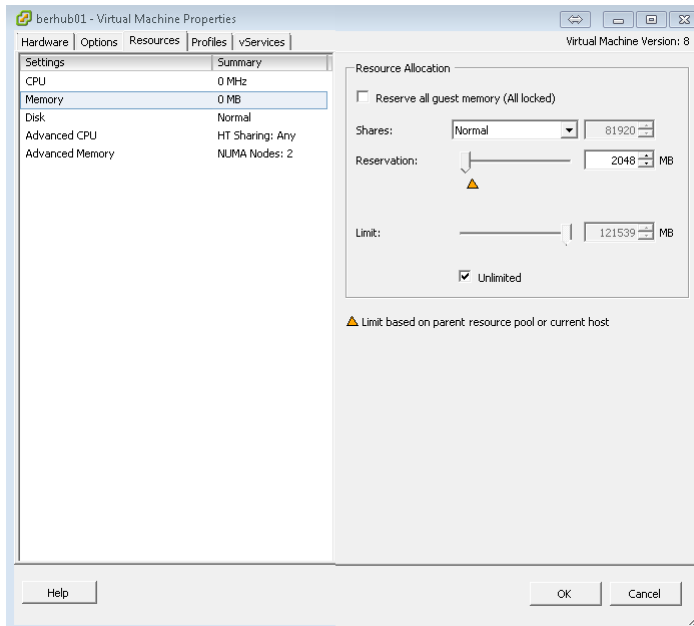 berhub01 - Virtual Machine Properties
Hardware Options Resources Profiles vServices Virtual Machine Version: 8
Settings Summary
CPU 0 MHz
Memory 0 MB
Disk Normal
Advanced CPU HT Sharing: Any
Advanced Memory NUMA Nodes: 2
Resource Allocation
Reserve all guest memory (All locked)
Shares: Normal 81920
Reservation: 2048 MB
Limit: 121539 MB
Unlimited
Limit based on parent resource pool or current host
Help OK Cancel